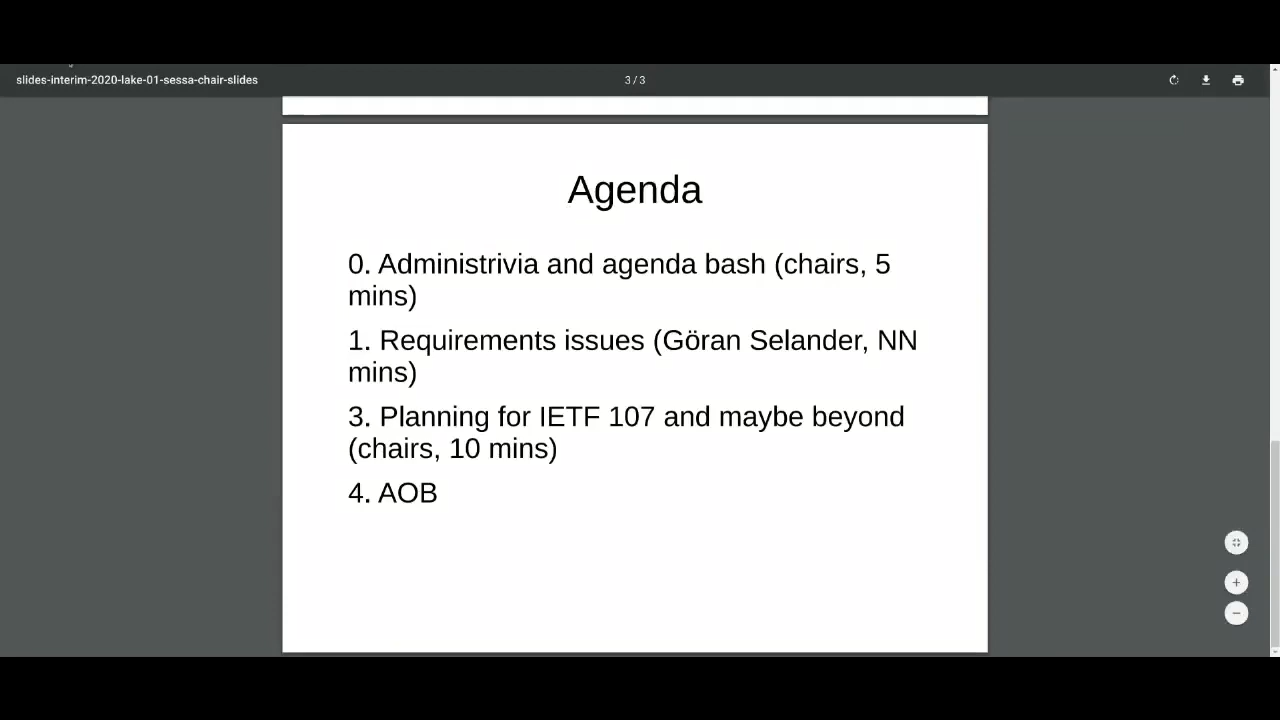 slides-interim-2020-lake-01-sessa-chair-slides
3 / 3
Agenda
0. Administrivia and agenda bash (chairs, 5
mins)
1. Requirements issues (Göran Selander, NN
mins)
3. Planning for IETF 107 and maybe beyond
(chairs, 10 mins)
4. AOB